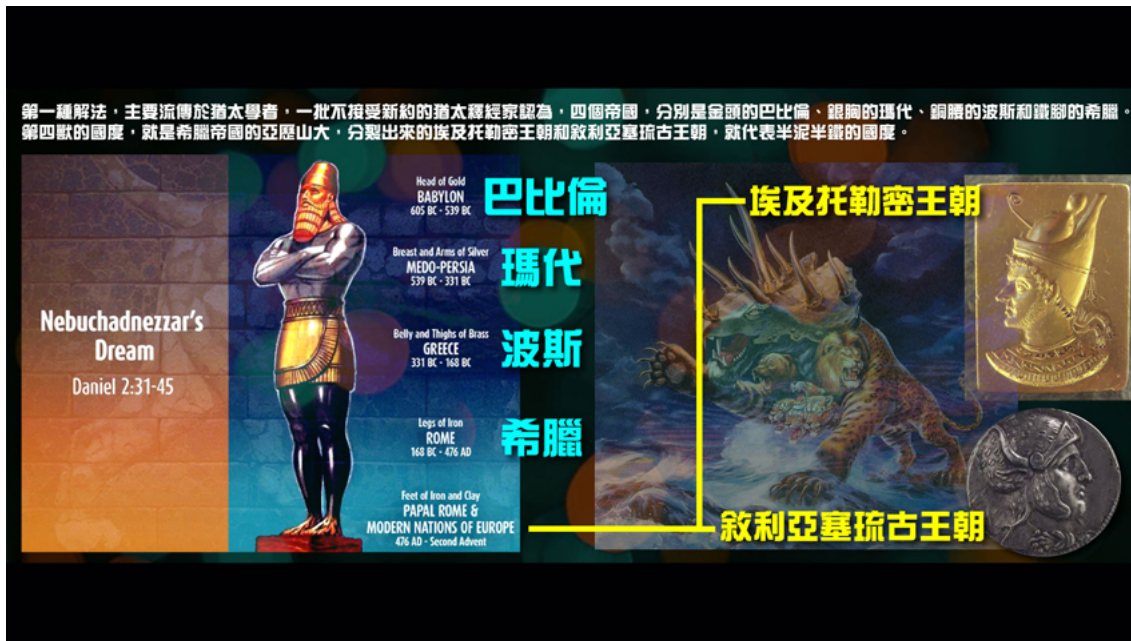 第一種解法，主要流傳於猶太學者，一批不接受新約的猶太釋經家認為，四個帝國，分別是金頭的巴比倫、銀胸的瑪代、銅腰的波斯和鐵腳的希臘。
第四獸的國度，就是希臘帝國的亞歷山大，分裂出來的埃及托勒密王朝和敘利亞塞琉古王朝，就代表半泥半鐵的國度。
Nebuchadnezzar's
Dream
Daniel 2:31-45
Head of Gold
BABYLON
605 BC - 539 BC
巴比倫
Breast and Arms of Silver
MEDO-PERSIA
539 BC - 331 BC
瑪代
Belly and Thighs of Brass
GREECE
331 BC - 168 BC
波斯
Legs of Iron
ROME
168 BC - 476 AD
希臘
Feet of Iron and Clay
PAPAL ROME &
MODERN NATIONS OF EUROPE
476 AD - Second Advent
埃及托勒密王朝
敘利亞塞琉古王朝